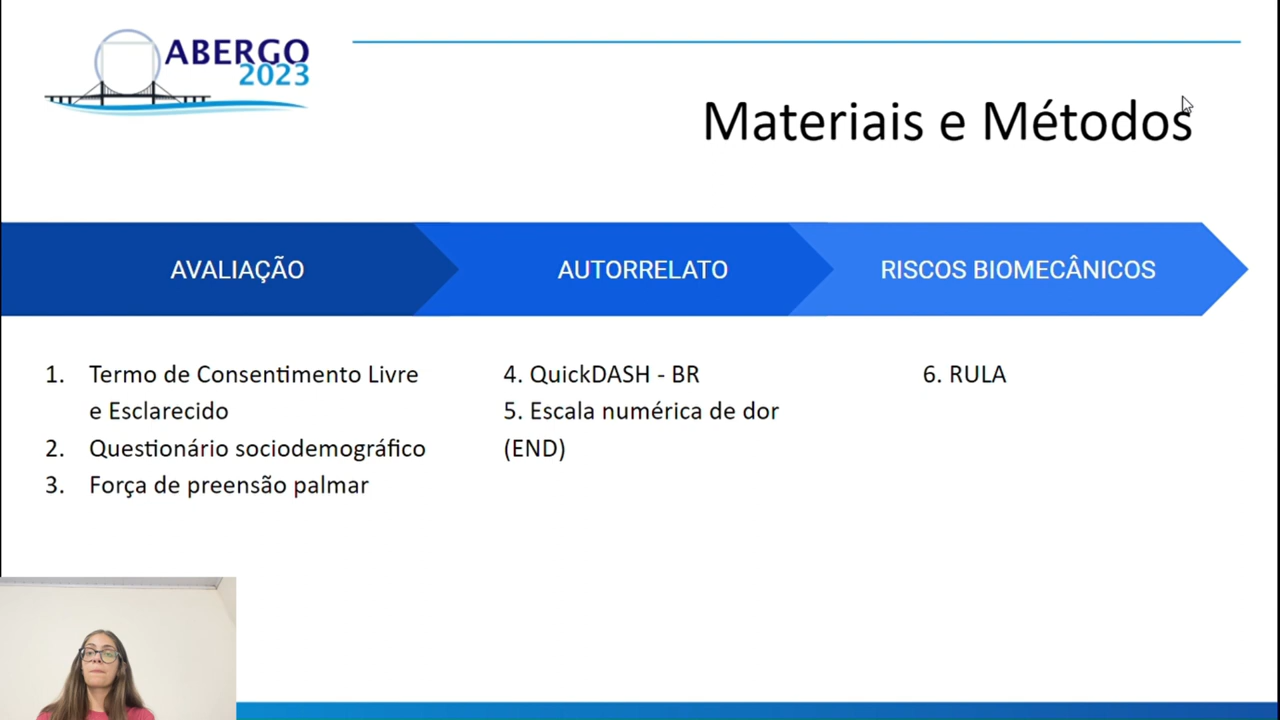 ABERGO
2023
Materiais e Métodos
AVALIAÇÃO
AUTORRELATO
RISCOS BIOMECÂNICOS
1. Termo de Consentimento Livre
e Esclarecido
2. Questionário sociodemográfico
3. Força de preensão palmar
4. QuickDASH - BR
5. Escala numérica de dor
(END)
6. RULA